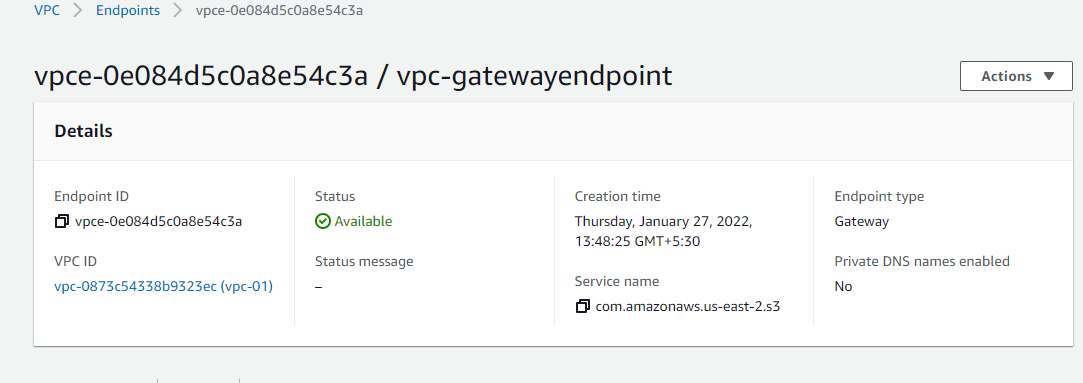 VPC > Endpoints > vpce-0e084d5c0a8e54c3a
vpce-0e084d5c0a8e54c3a / vpc-gatewayendpoint
Actions
Details
Endpoint ID
vpce-0e084d5c0a8e54c3a
VPC ID
vpc-0873c54338b9323ec (vpc-01)
Status
Available
Status message
–
Creation time
Thursday, January 27, 2022,
13:48:25 GMT+5:30
Service name
com.amazonaws.us-east-2.s3
Endpoint type
Gateway
Private DNS names enabled
No